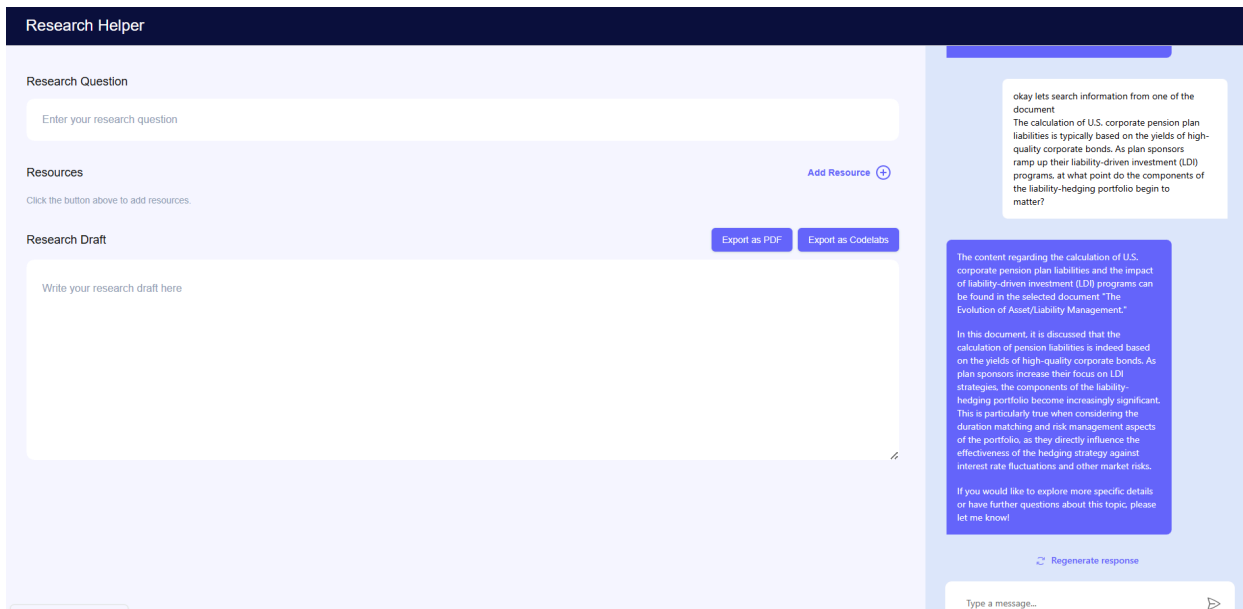 Research Helper
Research Question
Enter your research question
Resources
Add Resource
Click the button above to add resources.
Research Draft
Export as PDF
Export as Codelabs
Write your research draft here
okay lets search information from one of the
document
The calculation of U.S. corporate pension plan
liabilities is typically based on the yields of high-
quality corporate bonds. As plan sponsors
ramp up their liability-driven investment (LDI)
programs, at what point do the components of
the liability-hedging portfolio begin to
matter?
The content regarding the calculation of U.S.
corporate pension plan liabilities and the impact
of liability-driven investment (LDI) programs can
be found in the selected document "The
Evolution of Asset/Liability Management."
In this document, it is discussed that the
calculation of pension liabilities is indeed based
on the yields of high-quality corporate bonds. As
plan sponsors increase their focus on LDI
strategies, the components of the liability-
hedging portfolio become increasingly significant.
This is particularly true when considering the
duration matching and risk management aspects
of the portfolio, as they directly influence the
effectiveness of the hedging strategy against
interest rate fluctuations and other market risks.
If you would like to explore more specific details
or have further questions about this topic, please
let me know!
Regenerate response
Type a message...